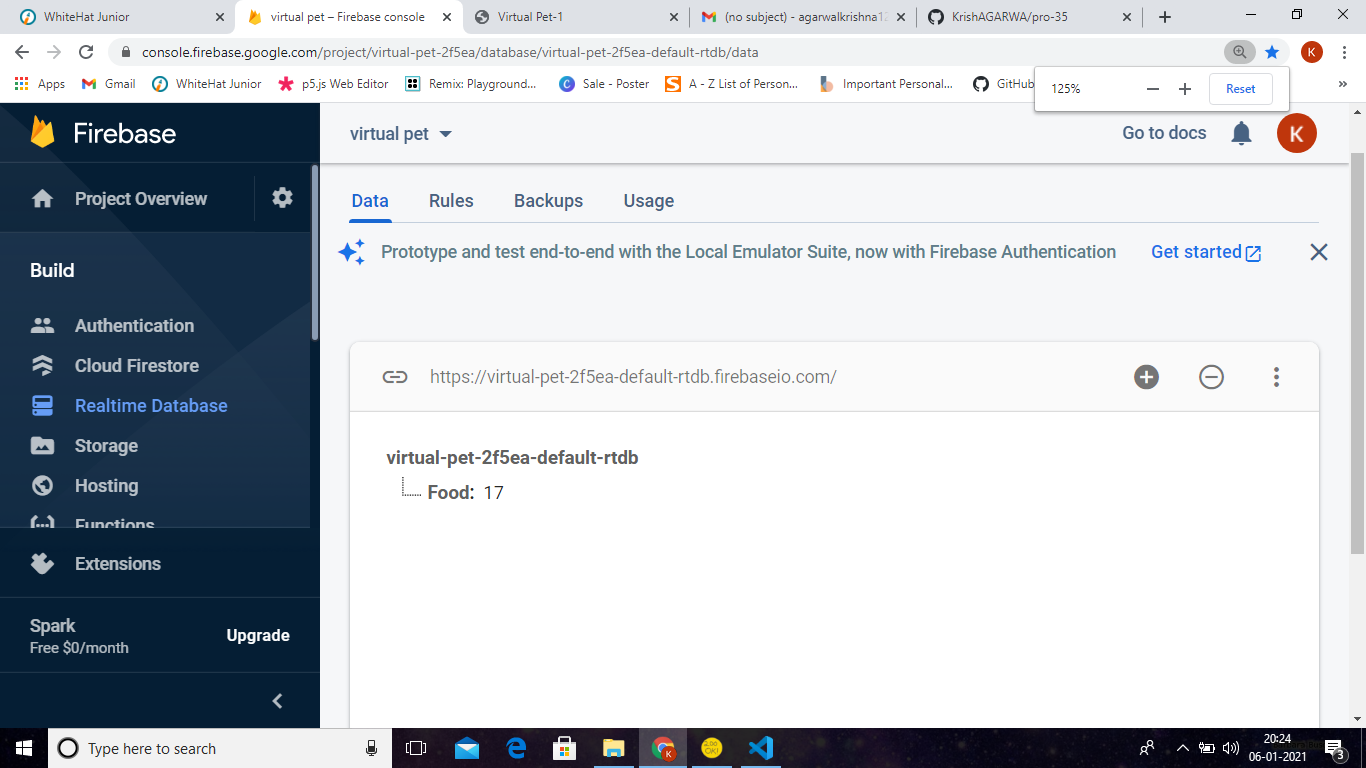 WhiteHat Junior
virtual pet – Firebase console
Virtual Pet-1
(no subject) - agarwalkrishna12
KrishAGARWA/pro-35
console.firebase.google.com/project/virtual-pet-2f5ea/database/virtual-pet-2f5ea-default-rtdb/data
K
Apps
Gmail
WhiteHat Junior
p5.js Web Editor
Remix: Playground...
Sale - Poster
A - Z List of Person...
Important Personal...
GitHub
»
125%
Reset
Firebase
virtual pet
Go to docs
K
Project Overview
Data
Rules
Backups
Usage
Prototype and test end-to-end with the Local Emulator Suite, now with Firebase Authentication
Get started
Build
Authentication
Cloud Firestore
Realtime Database
Storage
Hosting
Functions
Extensions
Spark
Free $0/month
Upgrade
https://virtual-pet-2f5ea-default-rtdb.firebaseio.com/
virtual-pet-2f5ea-default-rtdb
Food: 17
Type here to search
20:24
06-01-2021
3